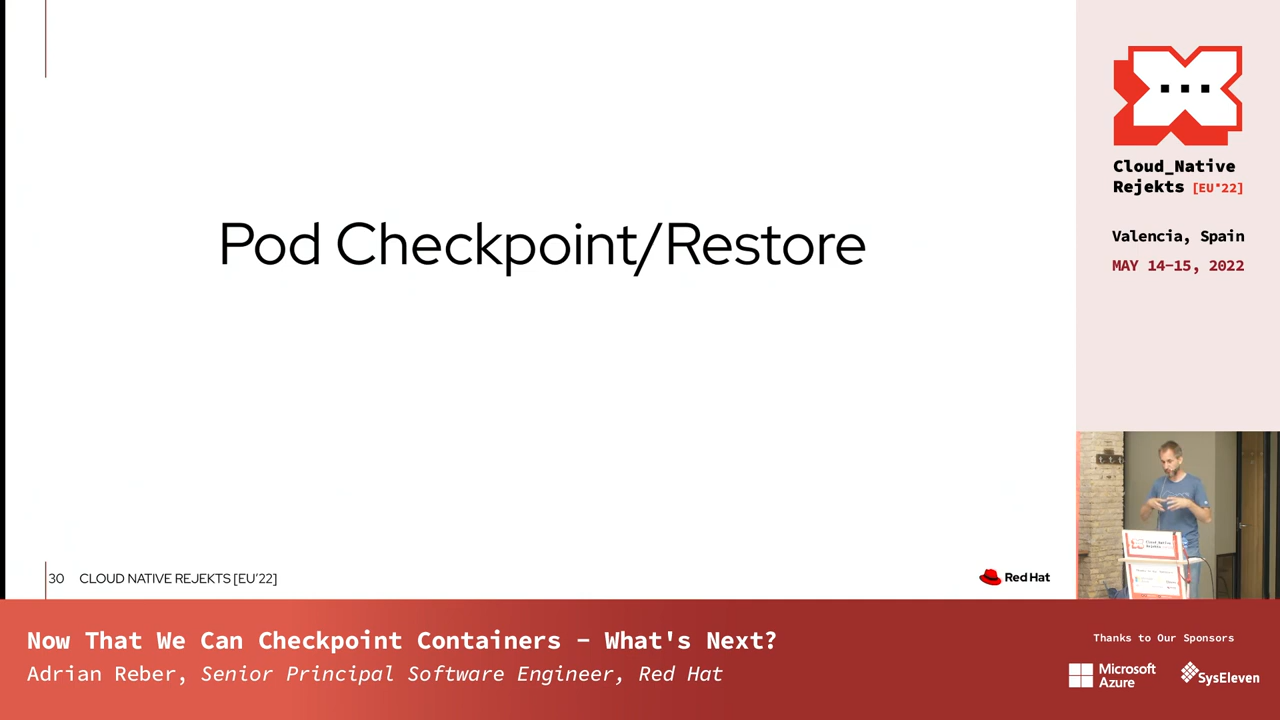 Pod Checkpoint/Restore
30 CLOUD NATIVE REJEKTS [EU'22]
Red Hat
Cloud_Native
Rejekts [EU'22]
Valencia, Spain
MAY 14-15, 2022
Now That We Can Checkpoint Containers - What's Next?
Adrian Reber, Senior Principal Software Engineer, Red Hat
Thanks to Our Sponsors
Microsoft
Azure
SysEleven